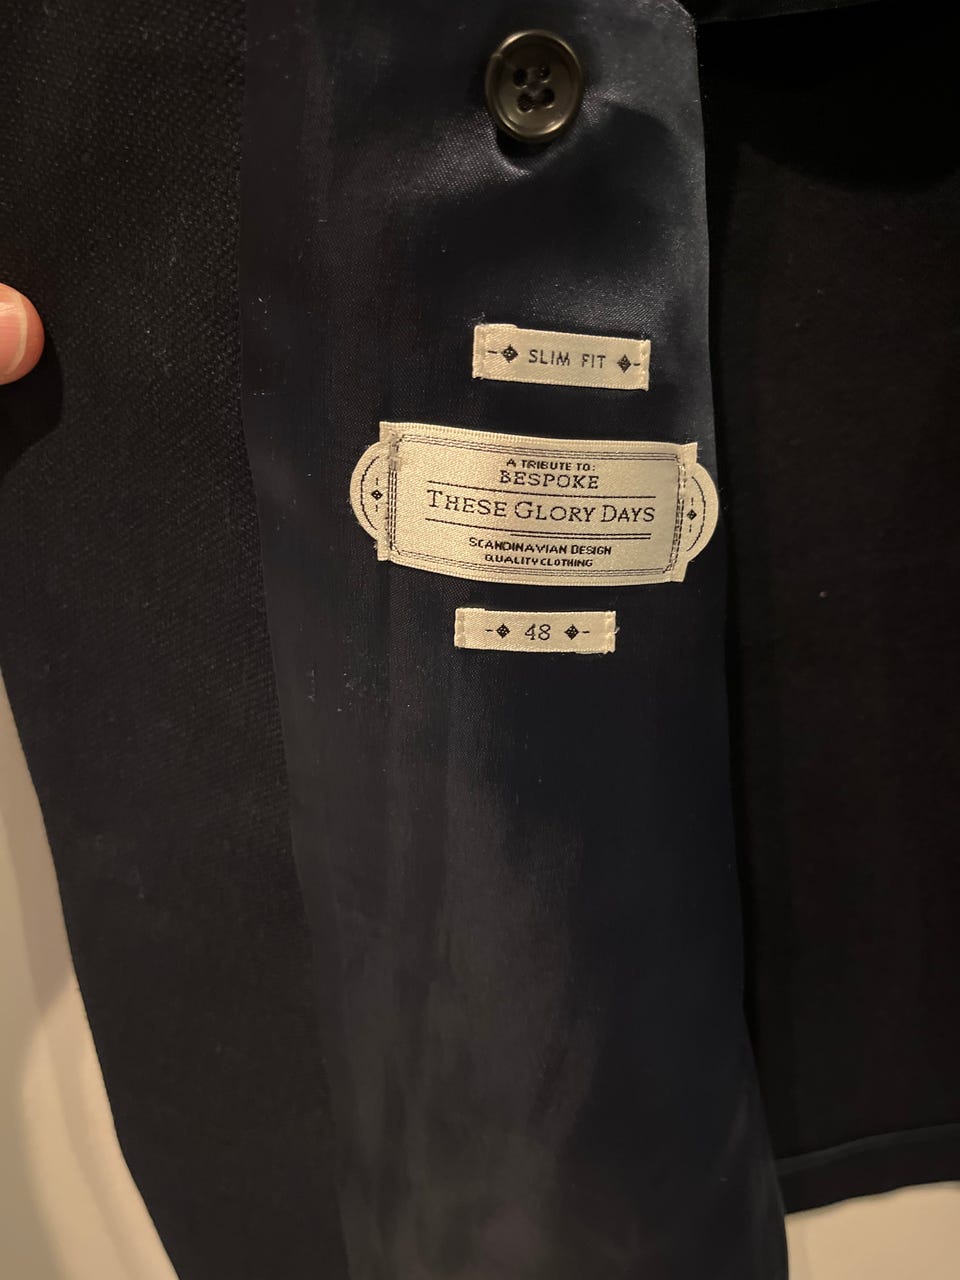 SLIM FIT
A TRIBUTE TO:
BESPOKE
THESE GLORY DAYS
SCANDINAVIAN DESIGN
QUALITY CLOTHING
48